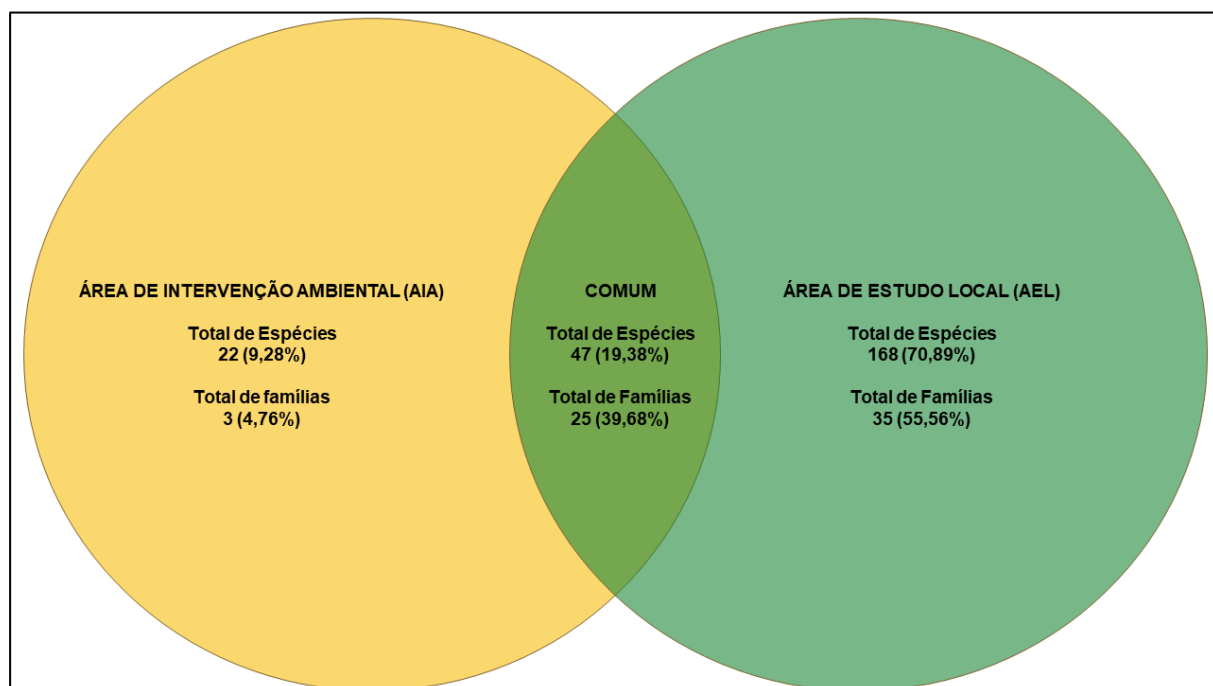 ÁREA DE INTERVENÇÃO AMBIENTAL (AIA)
Total de Espécies
22 (9,28%)
Total de famílias
3 (4,76%)
COMUM
Total de Espécies
47 (19,38%)
Total de Famílias
25 (39,68%)
ÁREA DE ESTUDO LOCAL (AEL)
Total de Espécies
168 (70,89%)
Total de Famílias
35 (55,56%)